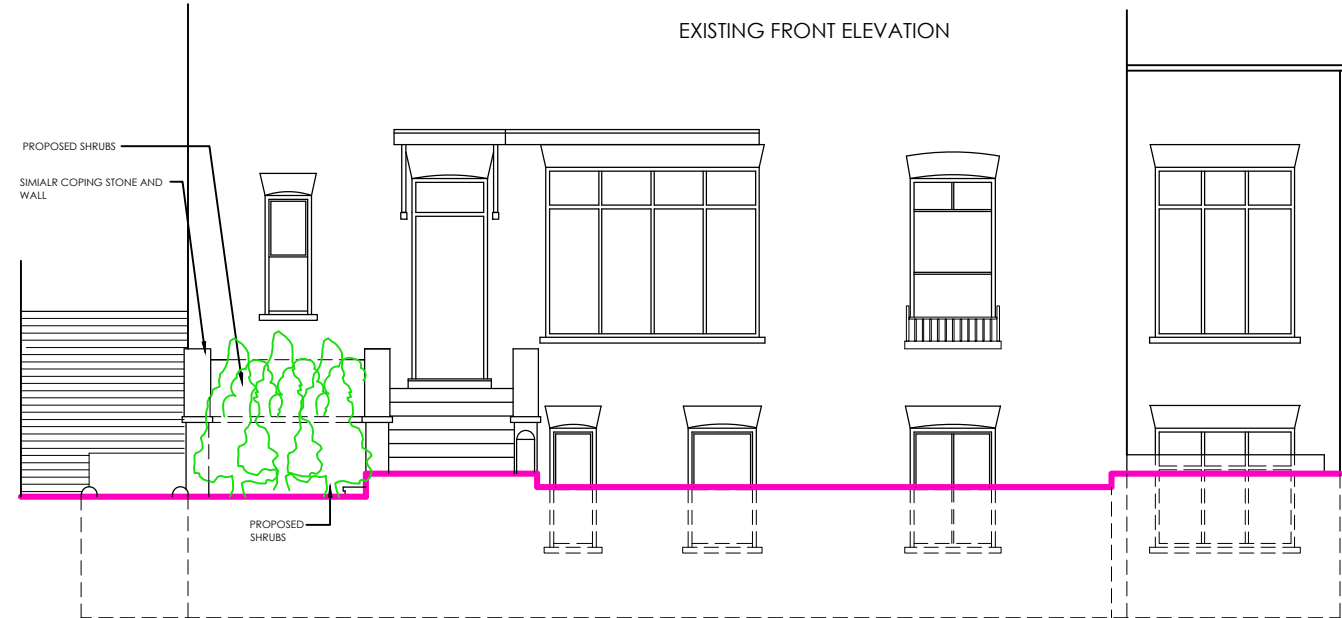 EXISTING FRONT ELEVATION
PROPOSED SHRUBS
SIMIALR COPING STONE AND
WALL
PROPOSED
SHRUBS